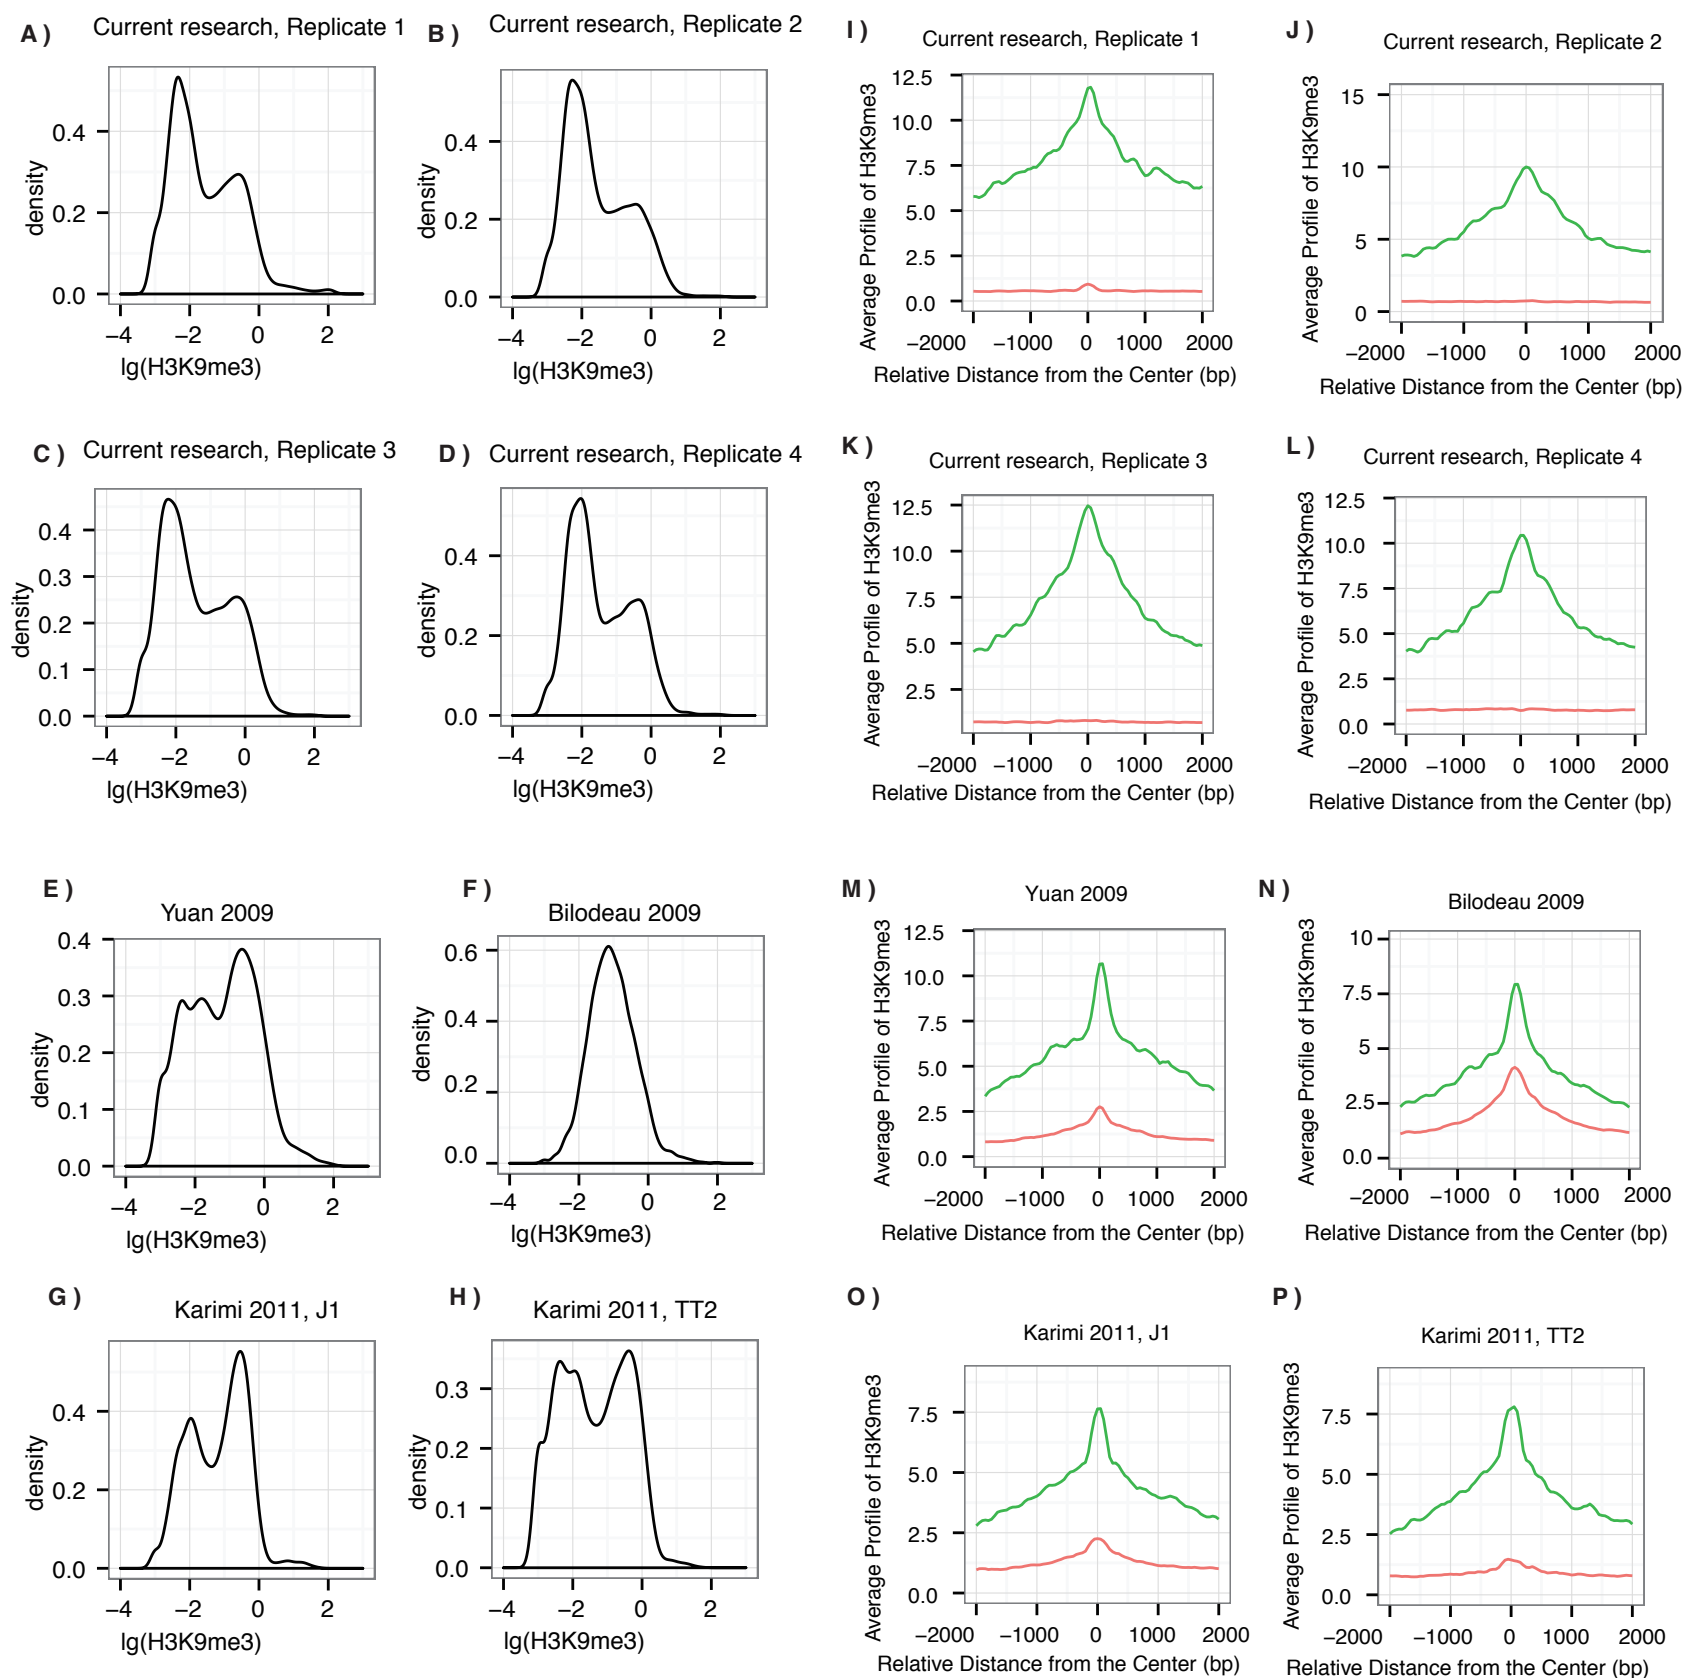 A )
Current research, Replicate 1
density
0.4
0.2
0.0
−4 −2 0 2
lg(H3K9me3)
B )
Current research, Replicate 2
density
0.4
0.2
0.0
−4 −2 0 2
lg(H3K9me3)
I )
Current research, Replicate 1
Average Profile of H3K9me3
12.5
10.0
7.5
5.0
2.5
0.0
−2000 −1000 0 1000 2000
Relative Distance from the Center (bp)
J )
Current research, Replicate 2
Average Profile of H3K9me3
15
10
5
0
−2000 −1000 0 1000 2000
Relative Distance from the Center (bp)
C )
Current research, Replicate 3
density
0.4
0.3
0.2
0.1
0.0
−4 −2 0 2
lg(H3K9me3)
D )
Current research, Replicate 4
density
0.4
0.2
0.0
−4 −2 0 2
lg(H3K9me3)
K )
Current research, Replicate 3
Average Profile of H3K9me3
12.5
10.0
7.5
5.0
2.5
−2000 −1000 0 1000 2000
Relative Distance from the Center (bp)
L )
Current research, Replicate 4
Average Profile of H3K9me3
12.5
10.0
7.5
5.0
2.5
0.0
−2000 −1000 0 1000 2000
Relative Distance from the Center (bp)
E )
Yuan 2009
density
0.4
0.3
0.2
0.1
0.0
−4 −2 0 2
lg(H3K9me3)
F )
Bilodeau 2009
density
0.6
0.4
0.2
0.0
−4 −2 0 2
lg(H3K9me3)
M )
Yuan 2009
Average Profile of H3K9me3
12.5
10.0
7.5
5.0
2.5
0.0
−2000 −1000 0 1000 2000
Relative Distance from the Center (bp)
N )
Bilodeau 2009
Average Profile of H3K9me3
10
7.5
5
2.5
0.0
−2000 −1000 0 1000 2000
Relative Distance from the Center (bp)
G )
Karimi 2011, J1
density
0.4
0.2
0.0
−4 −2 0 2
lg(H3K9me3)
H )
Karimi 2011, TT2
density
0.3
0.2
0.1
0.0
−4 −2 0 2
lg(H3K9me3)
O )
Karimi 2011, J1
Average Profile of H3K9me3
7.5
5.0
2.5
0.0
−2000 −1000 0 1000 2000
Relative Distance from the Center (bp)
P )
Karimi 2011, TT2
Average Profile of H3K9me3
7.5
5.0
2.5
0.0
−2000 −1000 0 1000 2000
Relative Distance from the Center (bp)